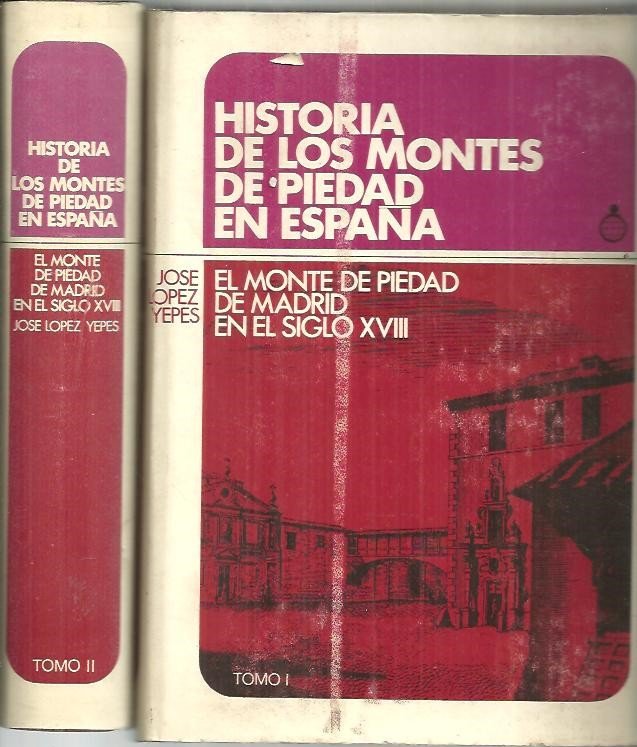 HISTORIA
DE
LOS MONTES
DE PIEDAD
EN ESPAÑA
EL MONTE
DE PIEDAD
DE MADRID
EN EL SIGLO XVIII
JOSE LOPEZ YEPES
TOMO II
HISTORIA
DE LOS MONTES
DE PIEDAD
EN ESPAÑA
JOSE
LOPEZ
YEPES
EL MONTE DE PIEDAD
DE MADRID
EN EL SIGLO XVIII
TOMO I